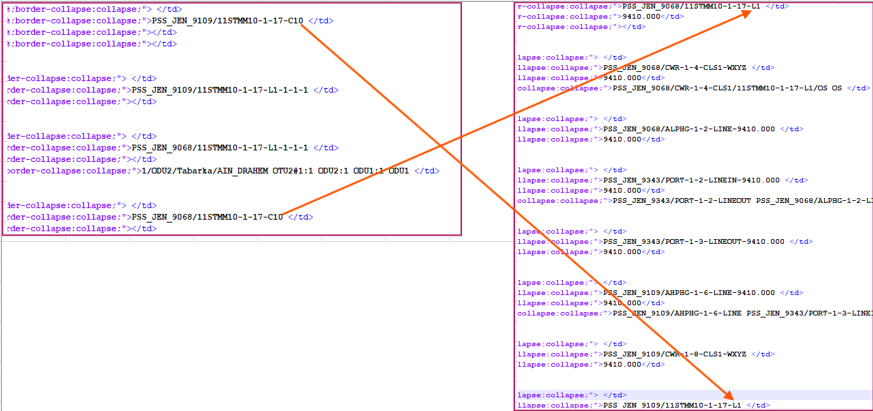 ;border-collapse:collapse;"> </td>
;border-collapse:collapse;">PSS_JEN_9109/11STMM10-1-17-C10 </td>
;border-collapse:collapse;"></td>
;border-collapse:collapse;"></td>
der-collapse:collapse;"> </td>
rder-collapse:collapse;">PSS_JEN_9109/11STMM10-1-17-L1-1-1-1 </td>
rder-collapse:collapse;"></td>
der-collapse:collapse;"> </td>
rder-collapse:collapse;">PSS_JEN_9068/11STMM10-1-17-L1-1-1-1 </td>
rder-collapse:collapse;"></td>
order-collapse:collapse;">1/ODU2/Tabarka/AIN_DRAHEM OTU2#1:1 ODU2:1 ODU1:1 ODU1 </td>
der-collapse:collapse;"> </td>
rder-collapse:collapse;">PSS_JEN_9068/11STMM10-1-17-C10 </td>
rder-collapse:collapse;"></td>
r-collapse:collapse;">PSS_JEN_9068/11STMM10-1-17-L1 </td>
r-collapse:collapse;">9410.000</td>
r-collapse:collapse;"></td>
lapse:collapse;"> </td>
llapse:collapse;">PSS_JEN_9068/CWR-1-4-CLS1-WXYZ </td>
llapse:collapse;">9410.000</td>
collapse:collapse;">PSS_JEN_9068/CWR-1-4-CLS1/11STMM10-1-17-L1/OS OS </td>
lapse:collapse;"> </td>
llapse:collapse;">PSS_JEN_9068/ALPHG-1-2-LINE-9410.000 </td>
llapse:collapse;">9410.000</td>
lapse:collapse;"> </td>
llapse:collapse;">PSS_JEN_9343/PORT-1-2-LINEIN-9410.000 </td>
llapse:collapse;">9410.000</td>
collapse:collapse;">PSS_JEN_9343/PORT-1-2-LINEOUT PSS_JEN_9068/ALPHG-1-2-LI
lapse:collapse;"> </td>
llapse:collapse;">PSS_JEN_9343/PORT-1-3-LINEOUT-9410.000 </td>
llapse:collapse;">9410.000</td>
lapse:collapse;"> </td>
llapse:collapse;">PSS_JEN_9109/AHPHG-1-6-LINE-9410.000 </td>
llapse:collapse;">9410.000</td>
collapse:collapse;">PSS_JEN_9109/AHPHG-1-6-LINE PSS_JEN_9343/PORT-1-3-LINE
lapse:collapse;"> </td>
llapse:collapse;">PSS_JEN_9109/CWR-1-8-CLS1-WXYZ </td>
llapse:collapse;">9410.000</td>
lapse:collapse;"> </td>
llapse:collapse;">PSS_JEN_9109/11STMM10-1-17-L1 </td>